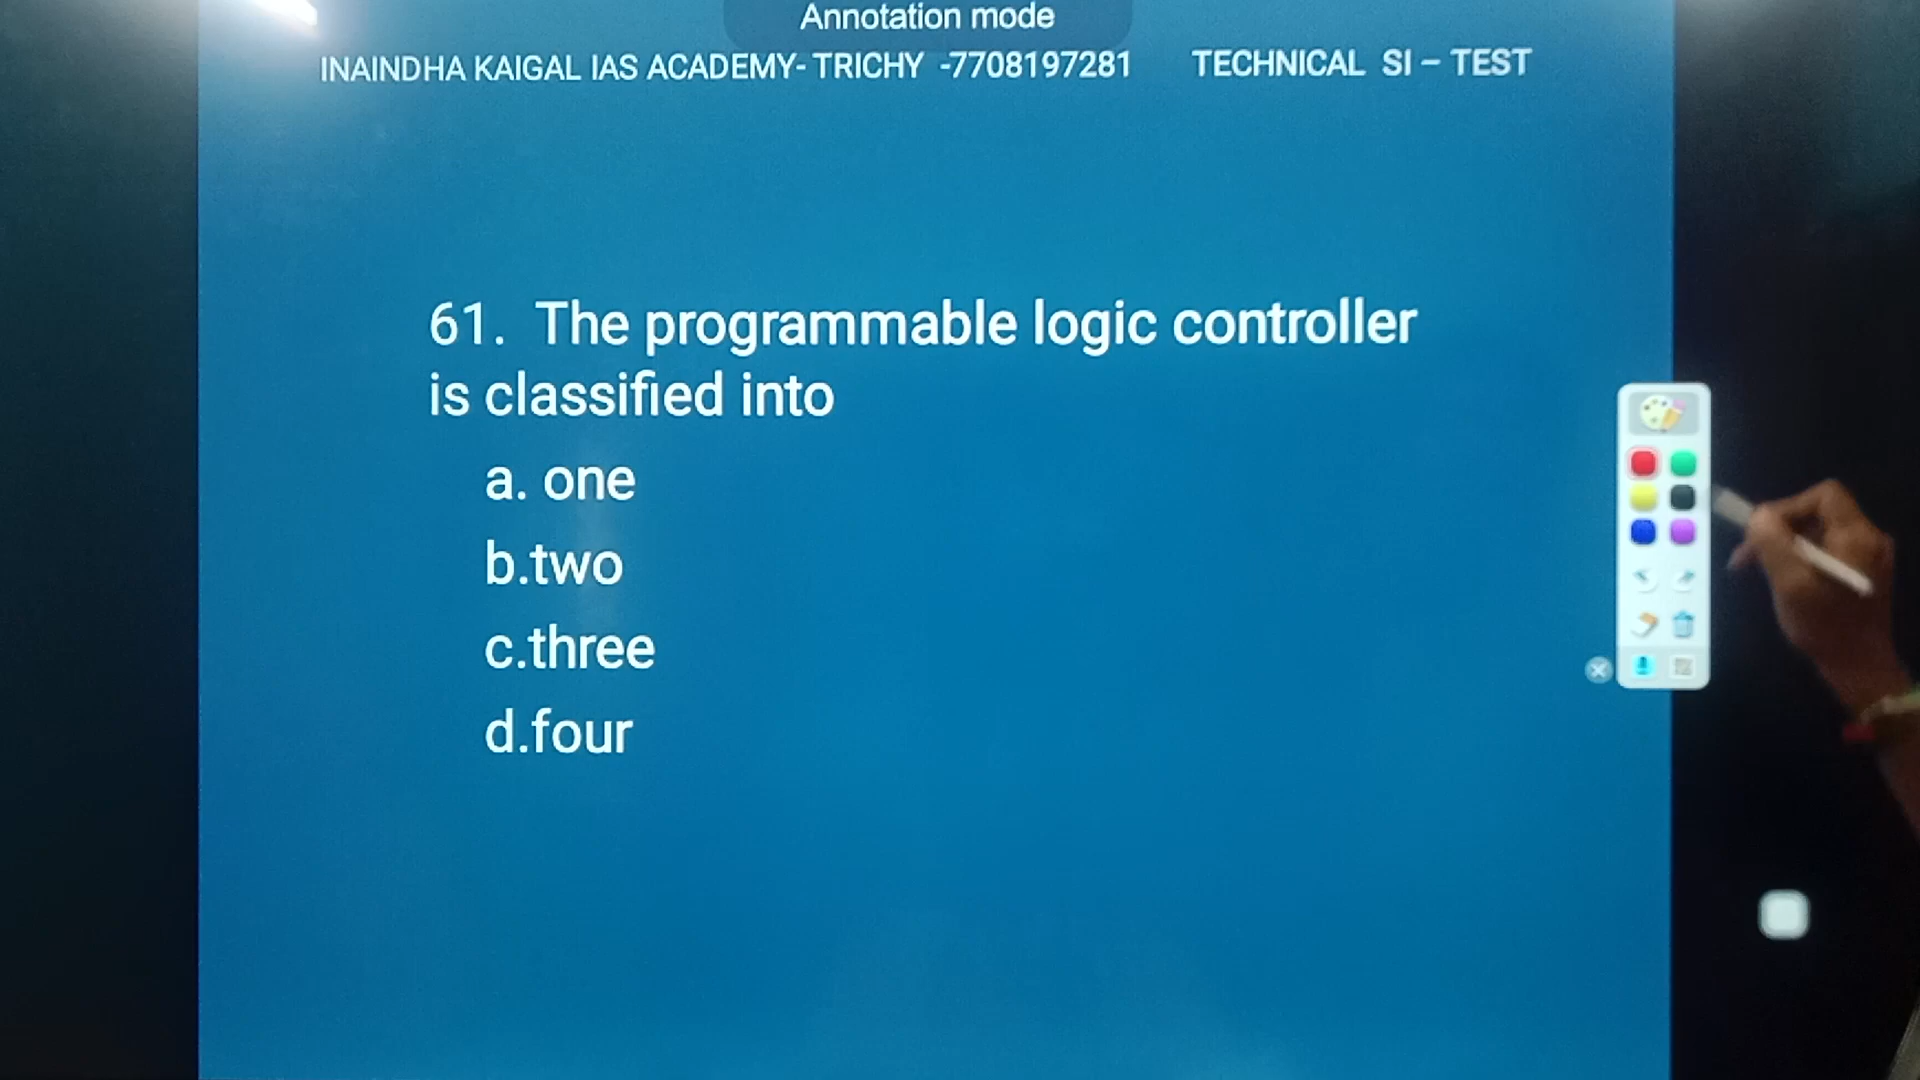 Annotation mode
INAINDHA KAIGAL IAS ACADEMY- TRICHY -7708197281 TECHNICAL SI – TEST
61. The programmable logic controller
is classified into
a. one
b.two
c.three
d.four